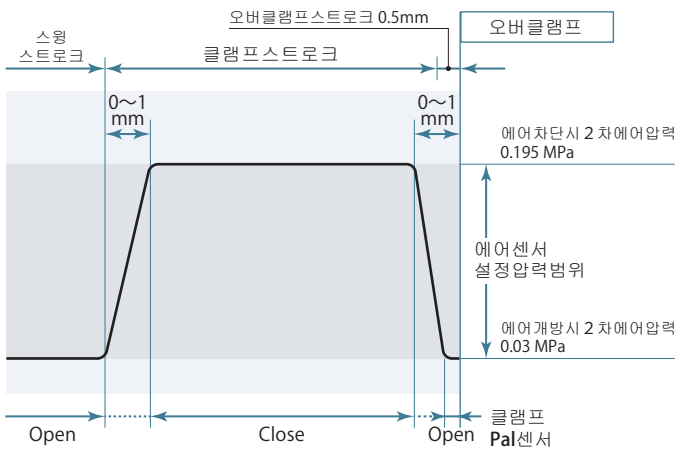 오버클램프스트로크 0.5mm
오버클램프
스윙
스트로크
클램프스트로크
0~1
mm
0~1
mm
에어차단시 2 차에어압력
0.195 MPa
에어센서
설정압력범위
에어개방시 2 차에어압력
0.03 MPa
Open
Close
Open
클램프
Pal센서